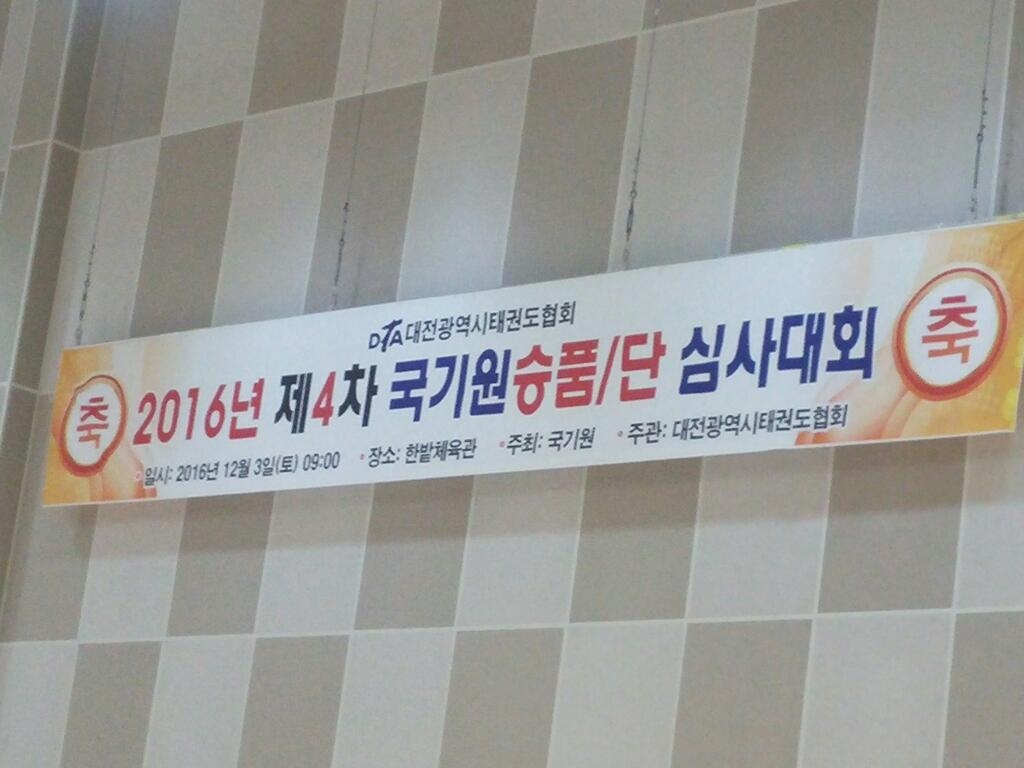 DTA 대전광역시태권도협회
축 2016년 제4차 국기원승품/단 심사대회 축
일시: 2016년 12월 3일(토) 09:00 • 장소: 한밭체육관 • 주최: 국기원 • 주관: 대전광역시태권도협회